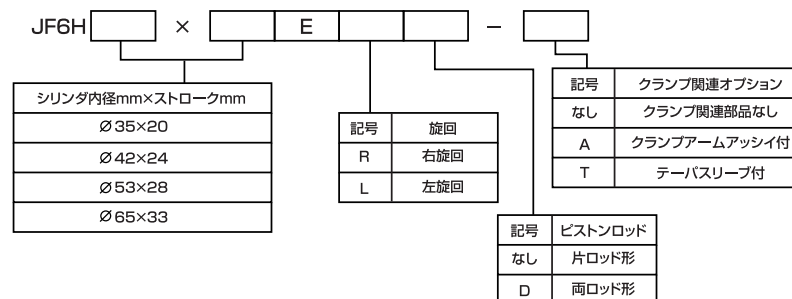 JF6H × E －
シリンダ内径mm×ストロークmm
Ø35×20
Ø42×24
Ø53×28
Ø65×33
記号 旋回
R 右旋回
L 左旋回
記号 ピストンロッド
なし 片ロッド形
D 両ロッド形
記号 クランプ関連オプション
なし クランプ関連部品なし
A クランプアームアッシイ付
T テーパスリーブ付